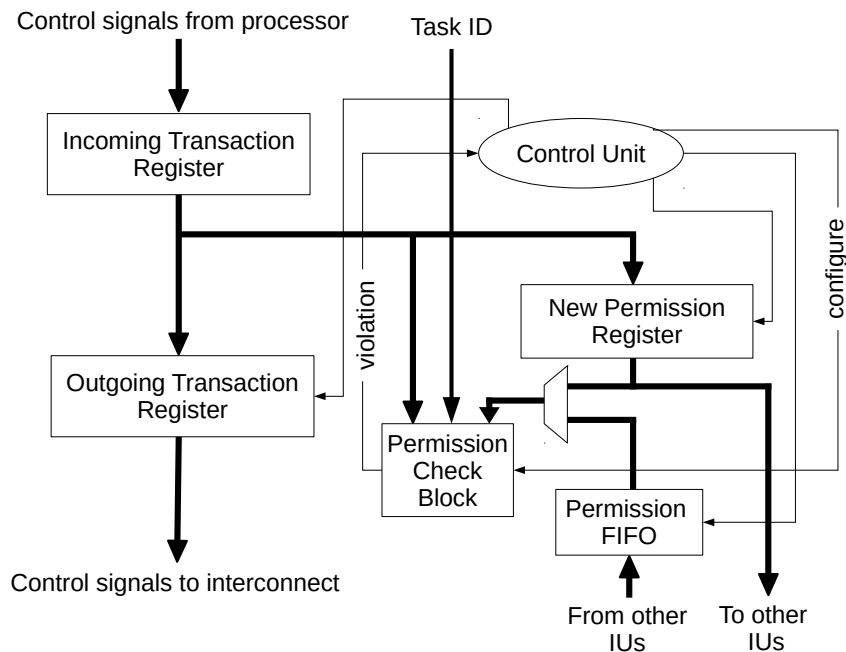 Control signals from processor
Task ID
Incoming Transaction
Register
Control Unit
configure
violation
New Permission
Register
Outgoing Transaction
Register
Permission
Check
Block
Permission
FIFO
Control signals to interconnect
From other
IUs
To other
IUs